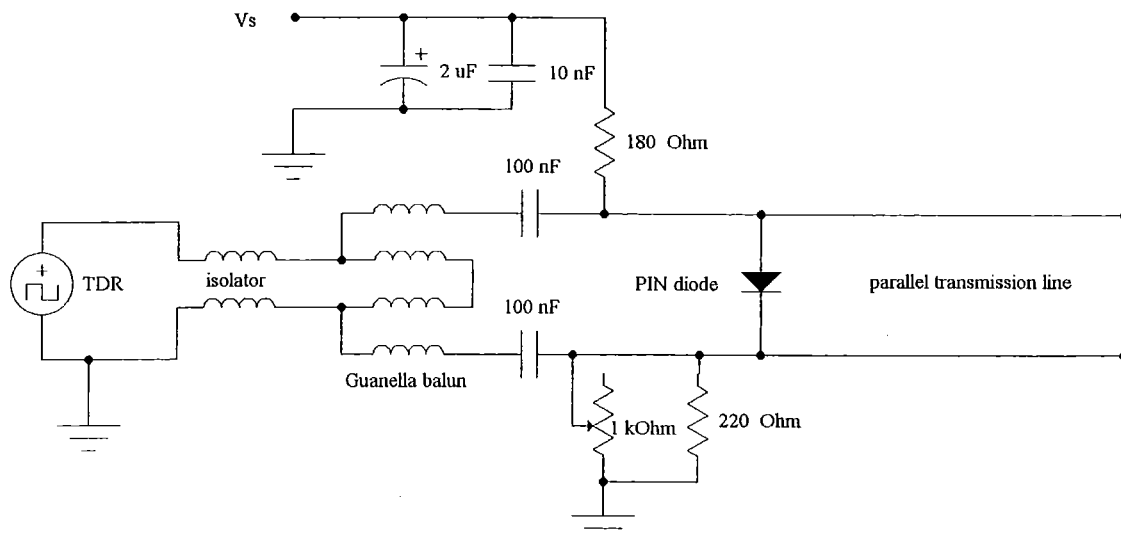 Vs
+
2 uF
10 nF
180 Ohm
100 nF
+
TDR
isolator
PIN diode
parallel transmission line
100 nF
Guanella balun
1 kOhm
220 Ohm